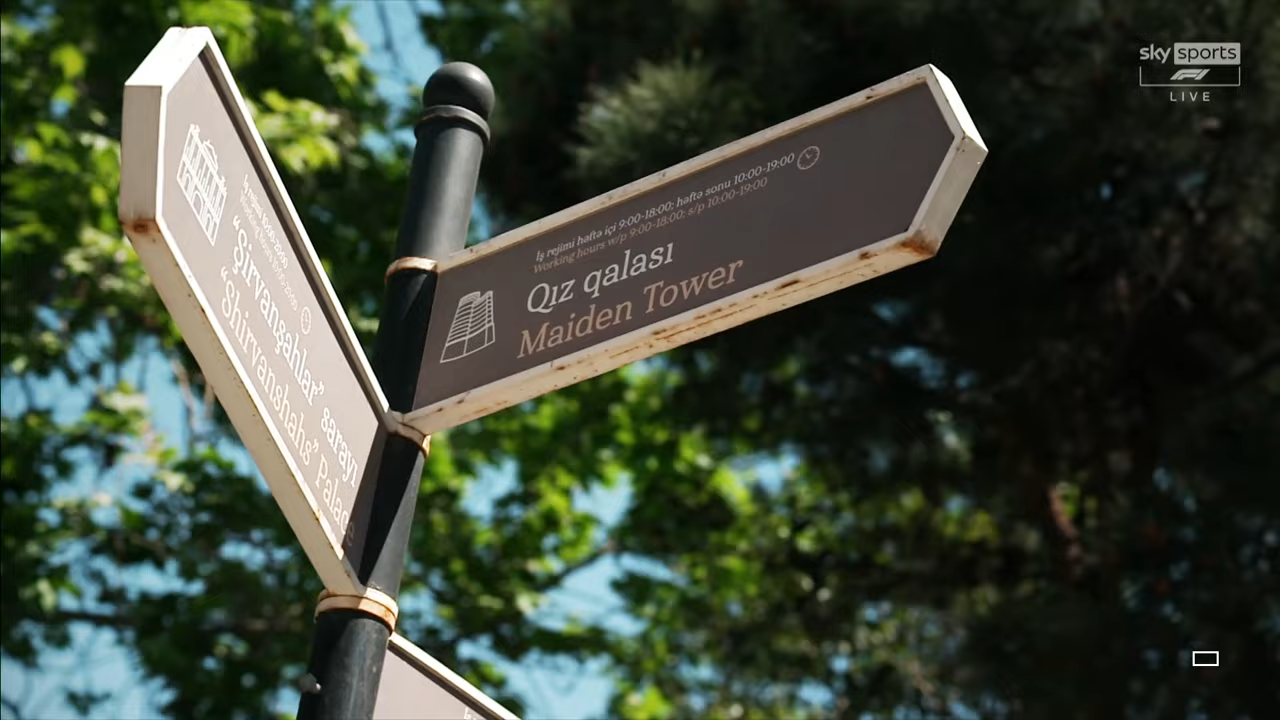 sky sports
F1
LIVE
İş rejimi həftə içi 9:00-18:00; həftə sonu 10:00-19:00
Working hours w/p 9:00-18:00; s/p 10:00-19:00
Qız qalası
Maiden Tower
"Şirvanşahlar" sarayı
"Shirvanshahs" Palace